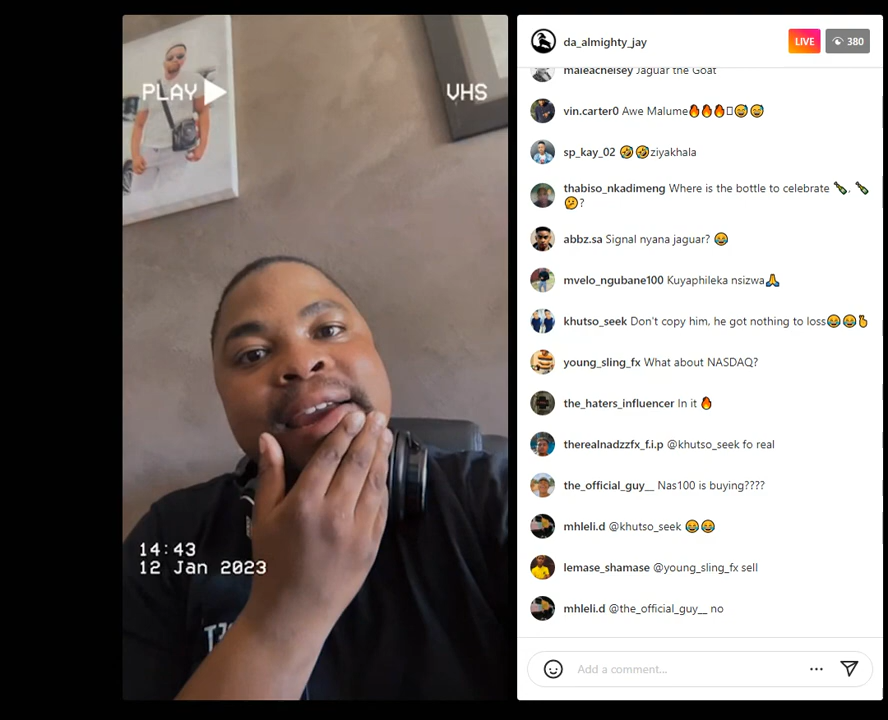 PLAY
VHS
14:43
12 Jan 2023
da_almighty_jay
LIVE
380
maleachelsey Jaguar the Goat
vin.carter0 Awe Malume🔥🔥🔥😅😅
sp_kay_02 🤣🤣ziyakhala
thabiso_nkadimeng Where is the bottle to celebrate 🍾, 🍾
🫤?
abbz.sa Signal nyana jaguar? 😂
mvelo_ngubane100 Kuyaphileka nsizwa🙏
khutso_seek Don't copy him, he got nothing to loss😂😂🫰
young_sling_fx What about NASDAQ?
the_haters_influencer In it 🔥
therealnadzzfx_f.i.p @khutso_seek fo real
the_official_guy__ Nas100 is buying????
mhleli.d @khutso_seek 😂😂
lemase_shamase @young_sling_fx sell
mhleli.d @the_official_guy__ no
Add a comment...